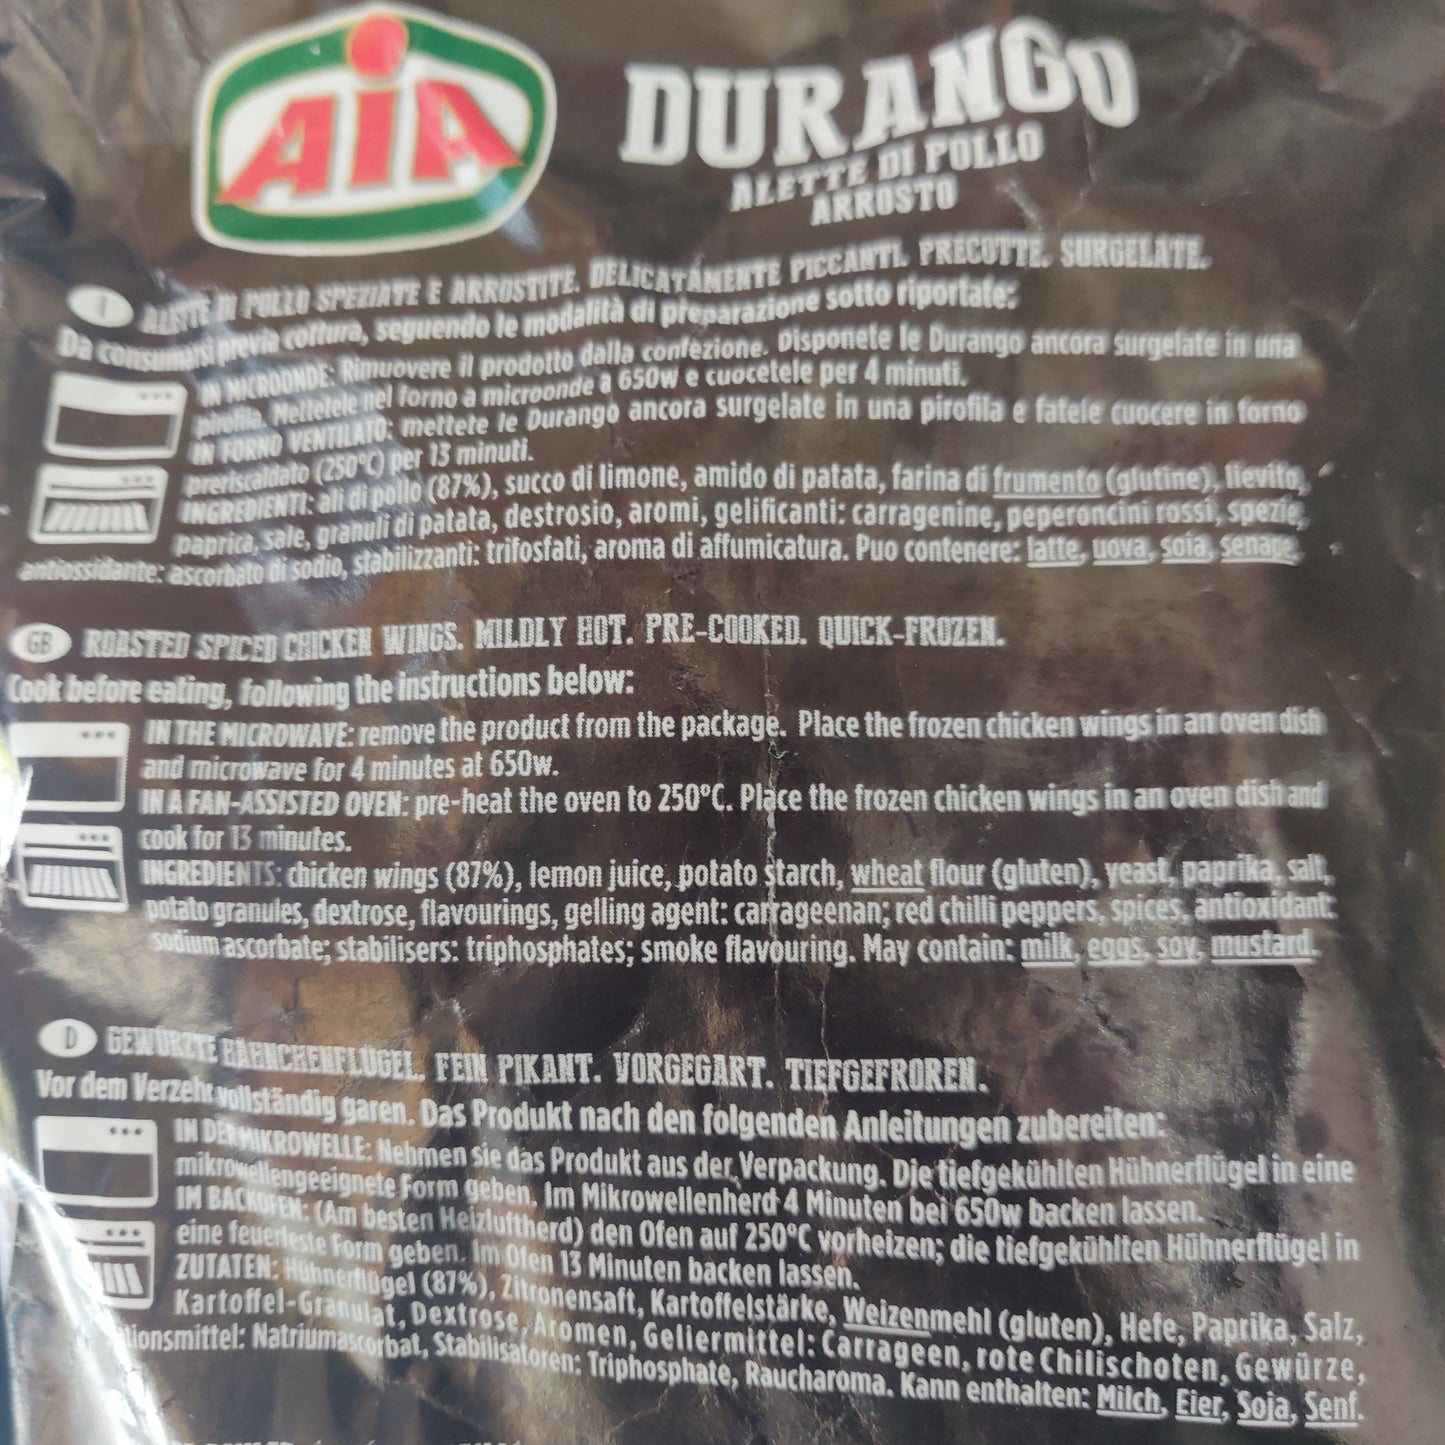 AIA
DURANGO
ALETTE DI POLLO
ARROSTO
I ALETTE DI POLLO SPEZIATE E ARROSTITE. DELICATAMENTE PICCANTI. PRECOTTE. SURGELATE.
Da consumarsi previa cottura, seguendo le modalità di preparazione sotto riportate:
IN MICROONDE: Rimuovere il prodotto dalla confezione. Disponete le Durango ancora surgelate in una
pirofila. Mettetele nel forno a microonde a 650w e cuocetele per 4 minuti.
IN FORNO VENTILATO: mettete le Durango ancora surgelate in una pirofila e fatele cuocere in forno
preriscaldato (250°C) per 13 minuti.
INGREDIENTI: ali di pollo (87%), succo di limone, amido di patata, farina di frumento (glutine), lievito,
paprica, sale, granuli di patata, destrosio, aromi, gelificanti: carragenine, peperoncini rossi, spezie,
antiossidante: ascorbato di sodio, stabilizzanti: trifosfati, aroma di affumicatura. Puo contenere: latte, uova, soia, senape.
GB ROASTED SPICED CHICKEN WINGS. MILDLY HOT. PRE-COOKED. QUICK-FROZEN.
Cook before eating, following the instructions below:
IN THE MICROWAVE: remove the product from the package. Place the frozen chicken wings in an oven dish
and microwave for 4 minutes at 650w.
IN A FAN-ASSISTED OVEN: pre-heat the oven to 250°C. Place the frozen chicken wings in an oven dish and
cook for 13 minutes.
INGREDIENTS: chicken wings (87%), lemon juice, potato starch, wheat flour (gluten), yeast, paprika, salt,
potato granules, dextrose, flavourings, gelling agent: carrageenan; red chilli peppers, spices, antioxidant:
sodium ascorbate; stabilisers: triphosphates; smoke flavouring. May contain: milk, eggs, soy, mustard.
D GEWÜRZTE HAENCHENFLÜGEL. FEIN PIKANT. VORGEGART. TIEFGEFROREN.
Vor dem Verzehr vollständig garen. Das Produkt nach den folgenden Anleitungen zubereiten:
IN DER MIKROWELLE: Nehmen Sie das Produkt aus der Verpackung. Die tiefgekühlten Hühnerflügel in eine
mikrowellengeeignete Form geben. Im Mikrowellenherd 4 Minuten bei 650w backen lassen.
IM BACKOFEN: (Am besten Heizluftherd) den Ofen auf 250°C vorheizen; die tiefgekühlten Hühnerflügel in
eine feuerfeste Form geben. Im Ofen 13 Minuten backen lassen.
ZUTATEN: Hühnerflügel (87%), Zitronensaft, Kartoffelstärke, Weizenmehl (gluten), Hefe, Paprika, Salz,
Kartoffel-Granulat, Dextrose, Aromen, Geliermittel: Carrageen, rote Chilischoten, Gewürze,
Natriumascorbat, Stabilisatoren: Triphosphate, Raucharoma. Kann enthalten: Milch, Eier, Soja, Senf.